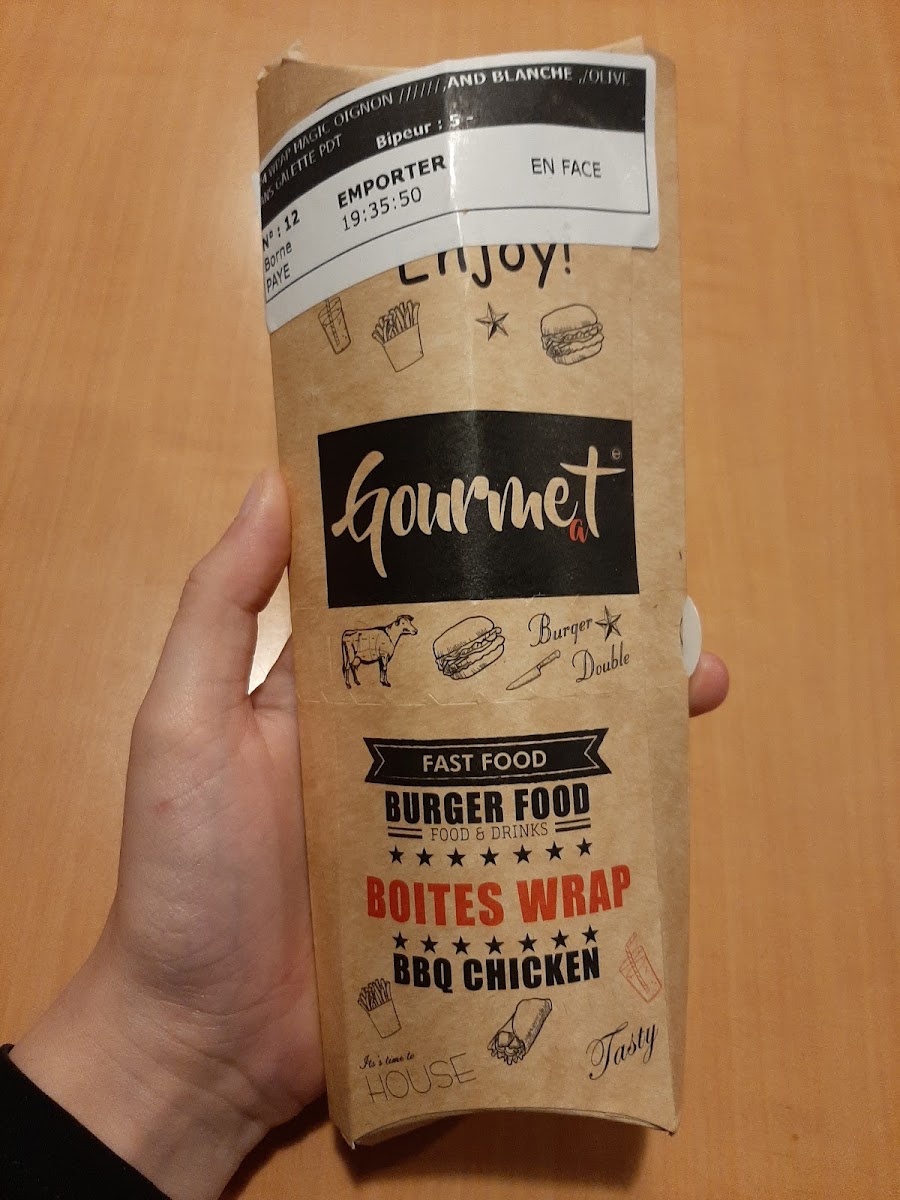 WRAP MAGIC OIGNON //////,AND BLANCHE ,/OLIVE
GALETTE PDT
Bipeur : 5 -
N° : 12
EMPORTER
EN FACE
Borne
19:35:50
PAYE
Enjoy!
Gourmet
a
Burger
Double
FAST FOOD
BURGER FOOD
FOOD & DRINKS
BOITES WRAP
BBQ CHICKEN
It's time to
HOUSE
Tasty